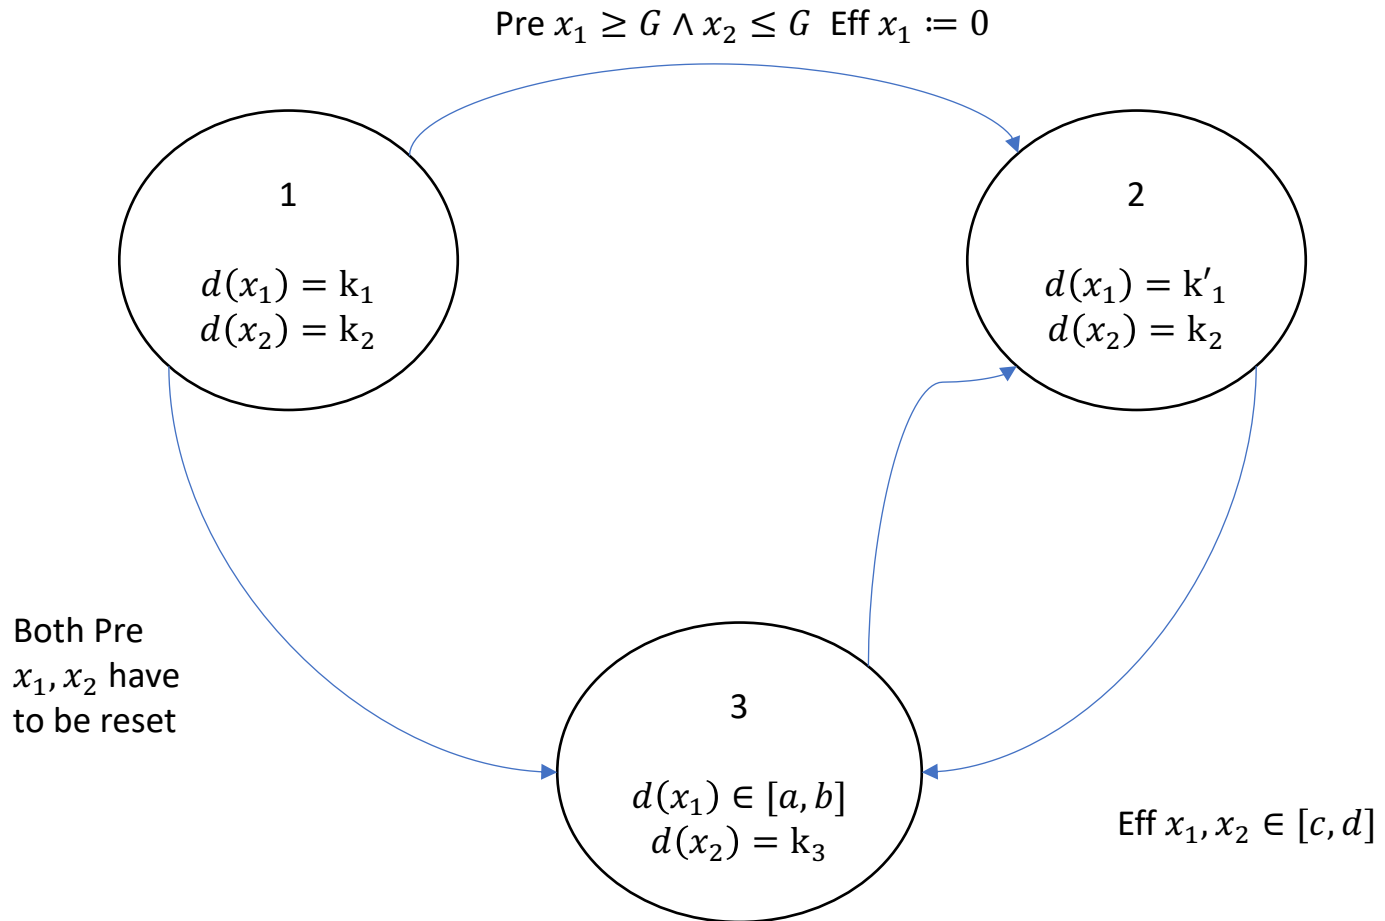 Pre x₁ ≥ G ∧ x₂ ≤ G  Eff x₁ ≔ 0
1
d(x₁) = k₁
d(x₂) = k₂
2
d(x₁) = k′₁
d(x₂) = k₂
Both Pre
x₁, x₂ have
to be reset
3
d(x₁) ∈ [a, b]
d(x₂) = k₃
Eff x₁, x₂ ∈ [c, d]